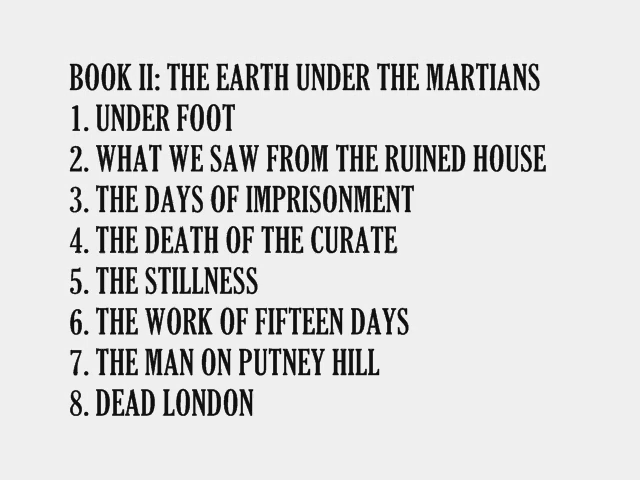 BOOK II: THE EARTH UNDER THE MARTIANS
1. UNDER FOOT
2. WHAT WE SAW FROM THE RUINED HOUSE
3. THE DAYS OF IMPRISONMENT
4. THE DEATH OF THE CURATE
5. THE STILLNESS
6. THE WORK OF FIFTEEN DAYS
7. THE MAN ON PUTNEY HILL
8. DEAD LONDON